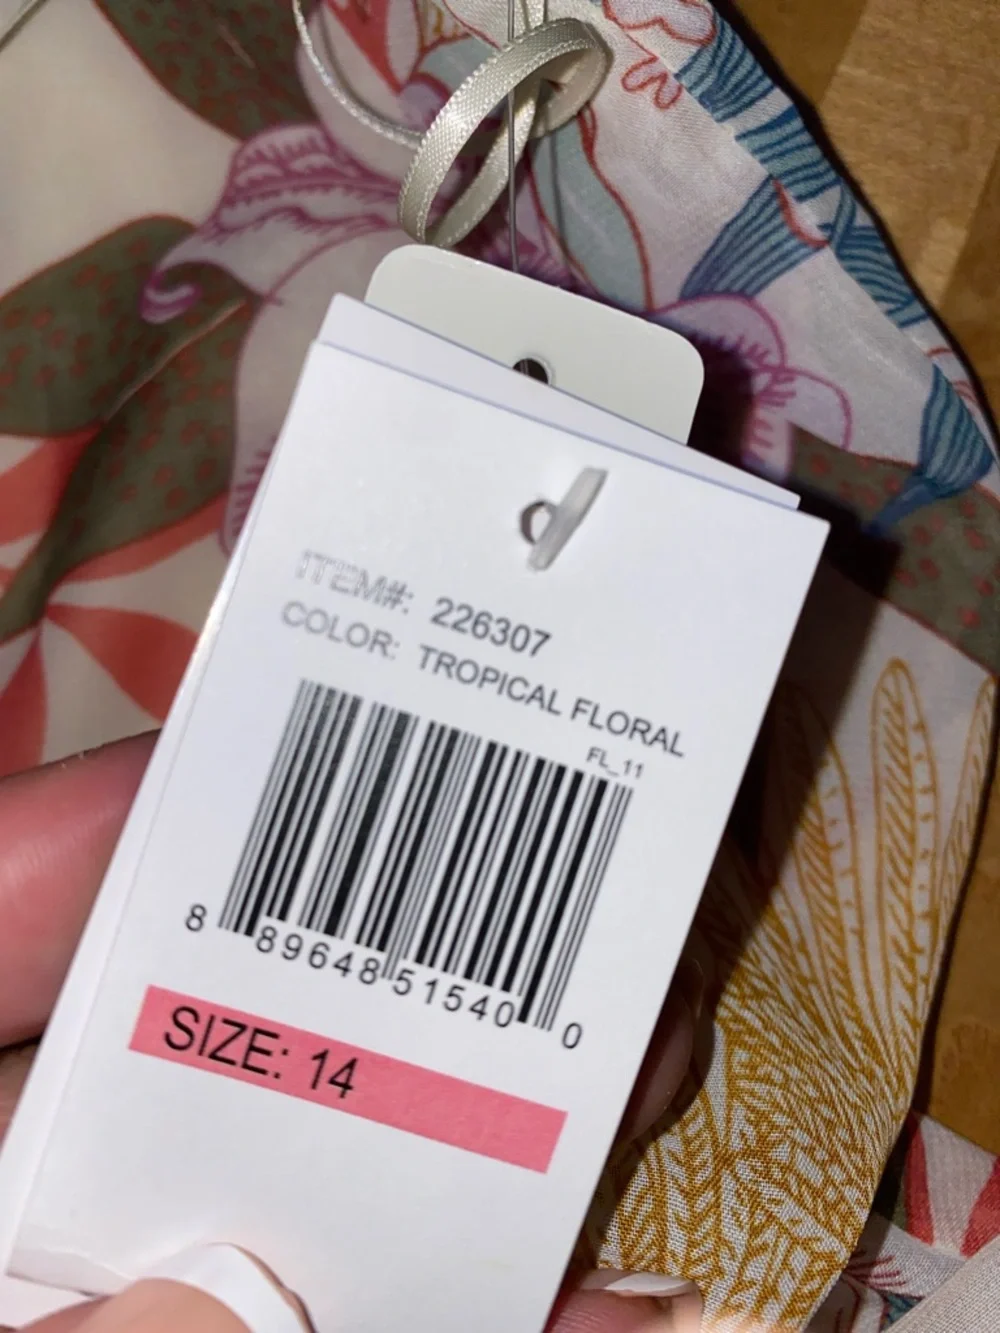 ITEM#: 226307
COLOR: TROPICAL FLORAL
FL_11
8 89648 51540 0
SIZE: 14